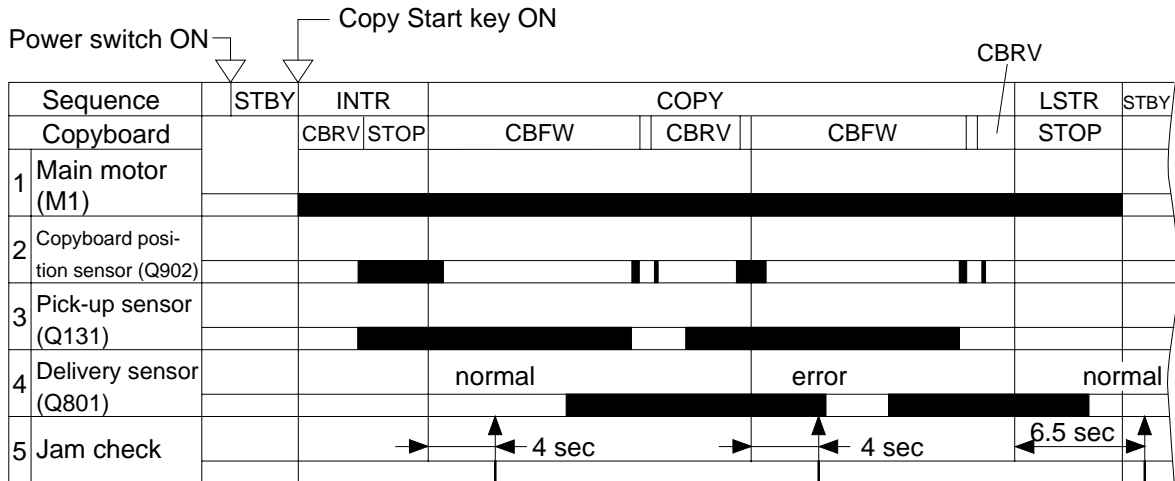 Copy Start key ON
Power switch ON
CBRV
Sequence STBY INTR COPY LSTR STBY
Copyboard CBRV STOP CBFW CBRV CBFW STOP
1 Main motor
(M1)
2 Copyboard posi-
tion sensor (Q902)
3 Pick-up sensor
(Q131)
4 Delivery sensor normal error normal
(Q801)
5 Jam check 4 sec 4 sec 6.5 sec